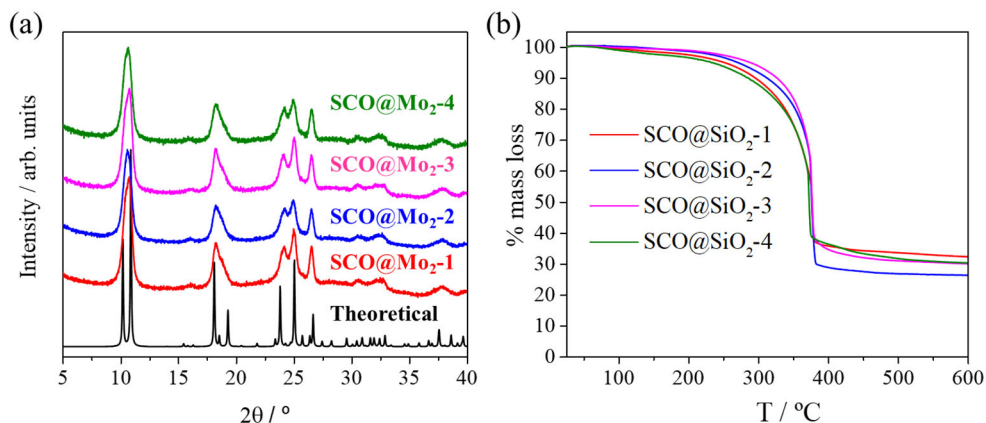 (a)
Intensity / arb. units
SCO@Mo₂-4
SCO@Mo₂-3
SCO@Mo₂-2
SCO@Mo₂-1
Theoretical
5 10 15 20 25 30 35 40
2θ / º
(b)
% mass loss
100
90
80
70
60
50
40
30
20
10
0
SCO@SiO₂-1
SCO@SiO₂-2
SCO@SiO₂-3
SCO@SiO₂-4
100 200 300 400 500 600
T / ºC